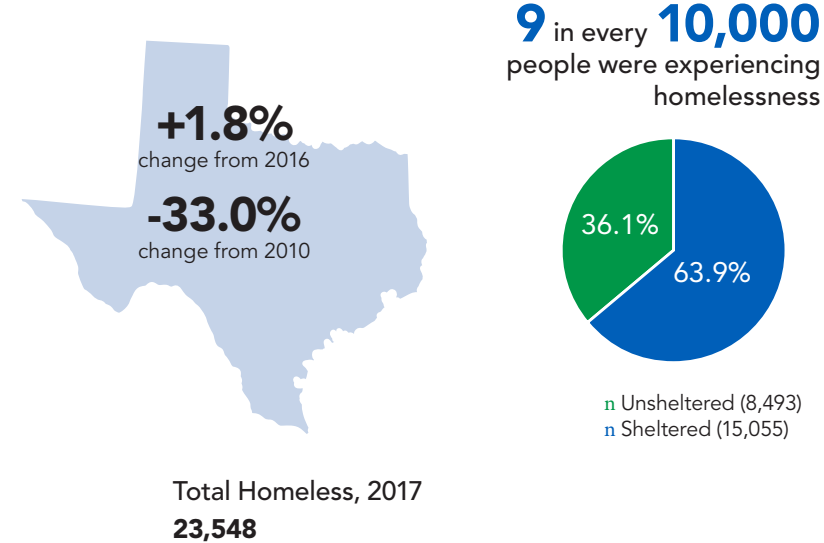 +1.8%
change from 2016
-33.0%
change from 2010
Total Homeless, 2017
23,548
9 in every 10,000
people were experiencing
homelessness
36.1%
63.9%
n Unsheltered (8,493)
n Sheltered (15,055)